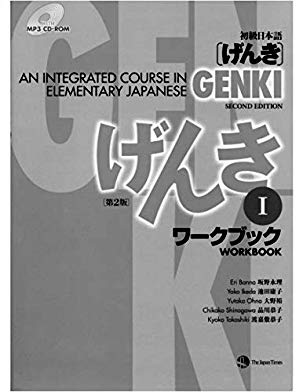 MP3 CD-ROM
初級日本語
[げんき]
AN INTEGRATED COURSE IN
ELEMENTARY JAPANESE
GENKI
SECOND EDITION
GEN
KI
げんき
[第2版]
I
ワークブック
WORKBOOK
Eri Banno 坂野永理
Yoko Ikeda 池田庸子
Yutaka Ohno 大野裕
Chikako Shinagawa 品川恭子
Kyoko Tokashiki 渡嘉敷恭子
The Japan Times